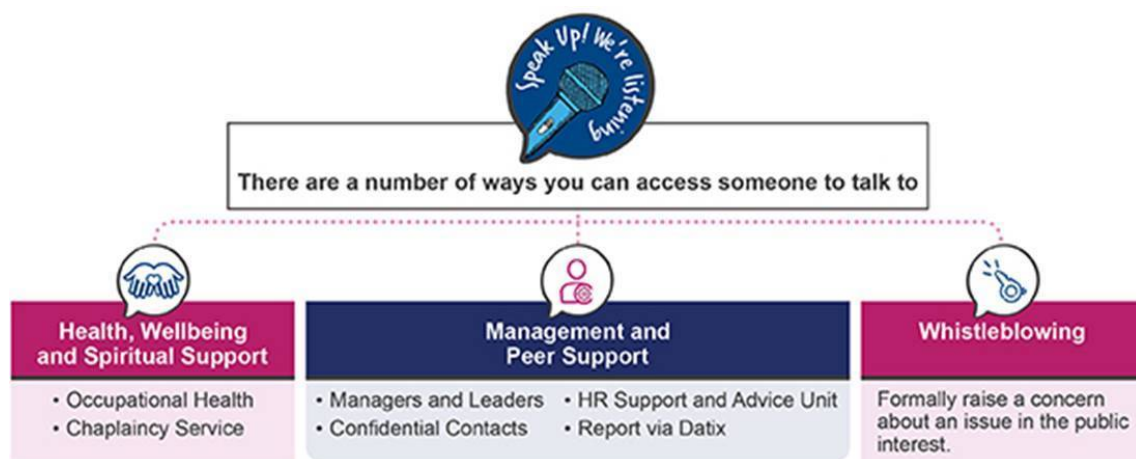 Speak Up! We're listening
There are a number of ways you can access someone to talk to
Health, Wellbeing
and Spiritual Support
• Occupational Health
• Chaplaincy Service
Management and
Peer Support
• Managers and Leaders
• Confidential Contacts
• HR Support and Advice Unit
• Report via Datix
Whistleblowing
Formally raise a concern
about an issue in the public
interest.